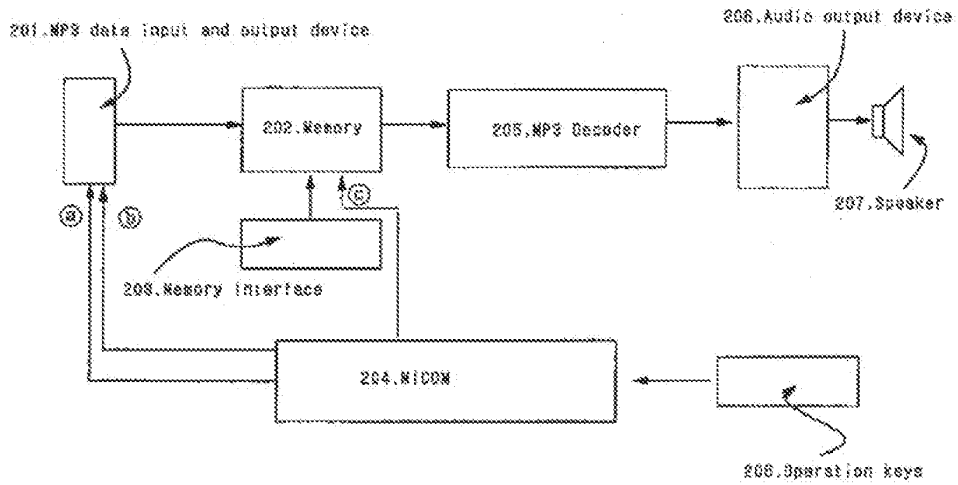 201.MP3 data input and output device
206.Audio output device
202.Memory
205.MP3 Decoder
207.Speaker
ⓐ
ⓑ
ⓒ
203.Memory interface
204.MICOM
208.Operation keys